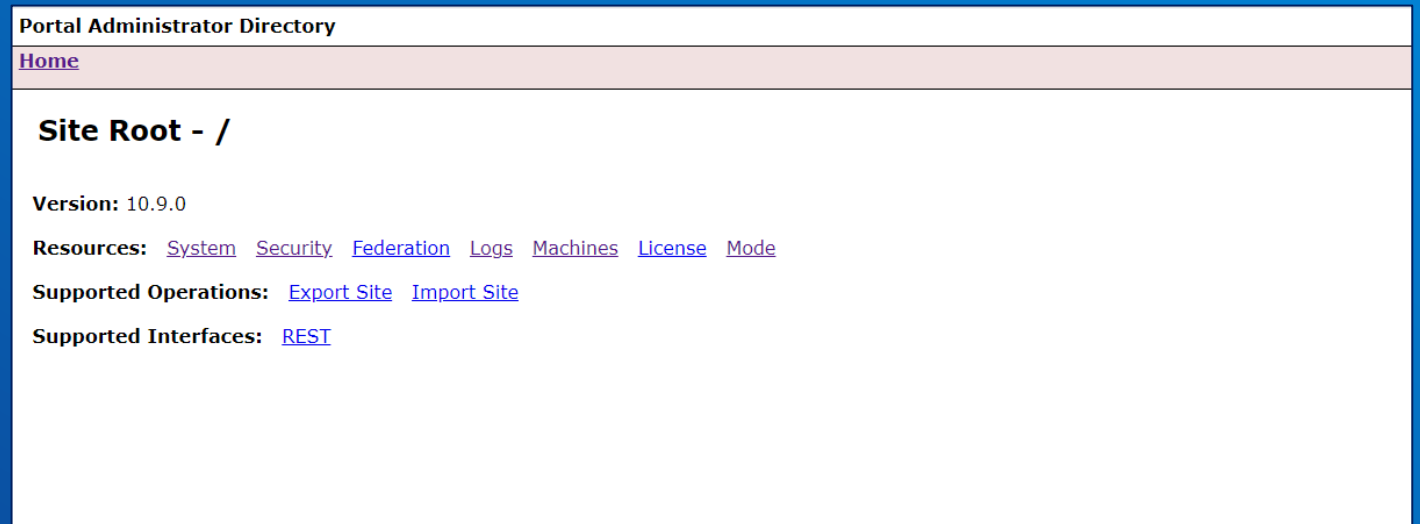 Portal Administrator Directory
Home
Site Root - /
Version: 10.9.0
Resources: System Security Federation Logs Machines License Mode
Supported Operations: Export Site Import Site
Supported Interfaces: REST